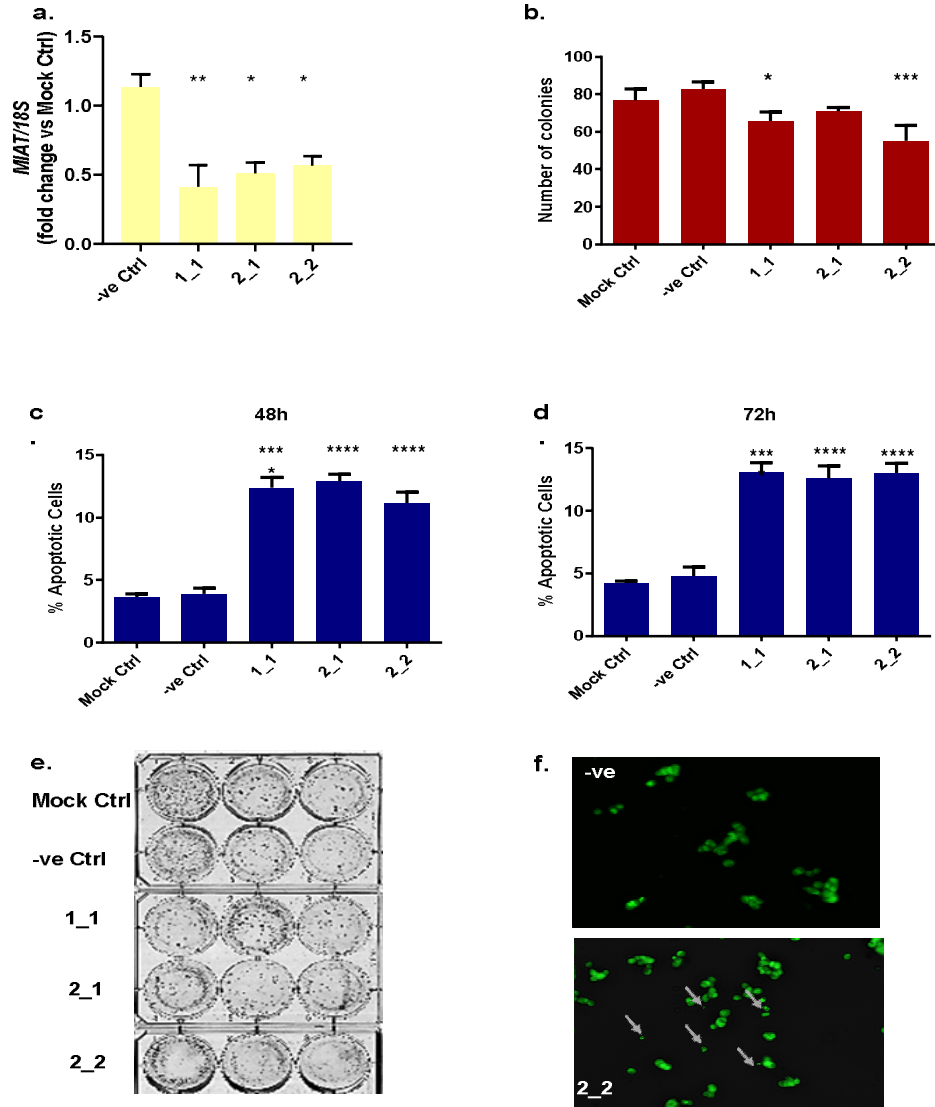 a.
MIAT/18S
(fold change vs Mock Ctrl)
1.5
1.0
0.5
0.0
** * *
-ve Ctrl
1_1
2_1
2_2
b.
Number of colonies
100
80
60
40
20
0
* ***
Mock Ctrl
-ve Ctrl
1_1
2_1
2_2
c
.
48h
% Apoptotic Cells
15
10
5
0
*** **** ****
*
Mock Ctrl
-ve Ctrl
1_1
2_1
2_2
d
.
72h
% Apoptotic Cells
15
10
5
0
*** **** ****
Mock Ctrl
-ve Ctrl
1_1
2_1
2_2
e.
Mock Ctrl
-ve Ctrl
1_1
2_1
2_2
f.
-ve
2_2